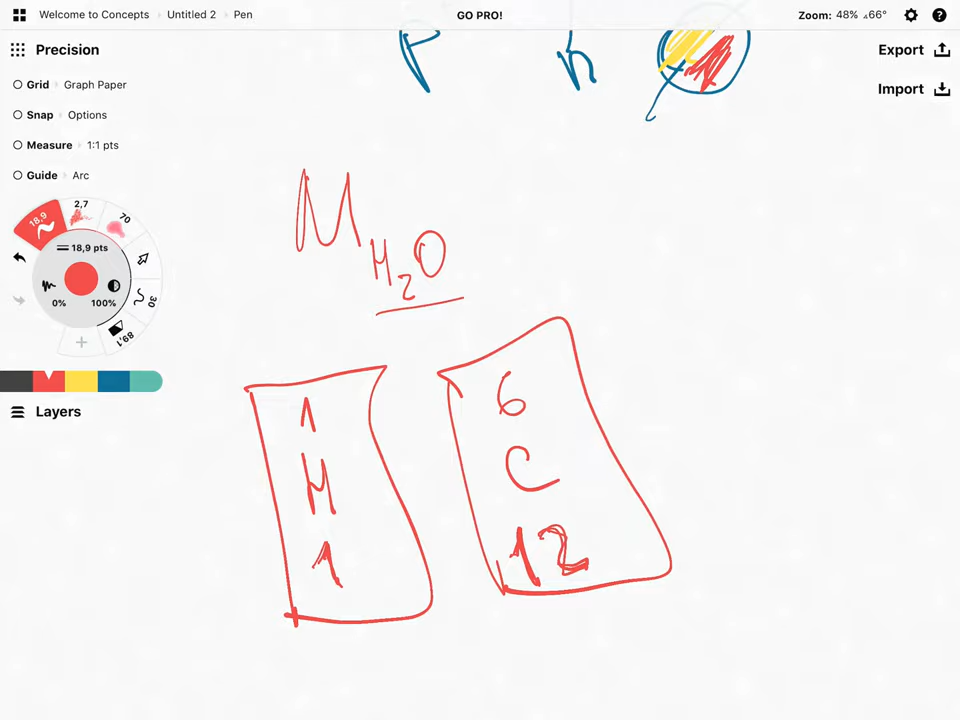 Welcome to Concepts > Untitled 2 > Pen
GO PRO!
Zoom: 48% 66°
Precision
Export
Import
Grid Graph Paper
Snap Options
Measure 1:1 pts
Guide Arc
18,9
2,7
70
18,9 pts
0% 100%
30
89,1
Layers
P n
M H₂O
1
H
1
6
C
12